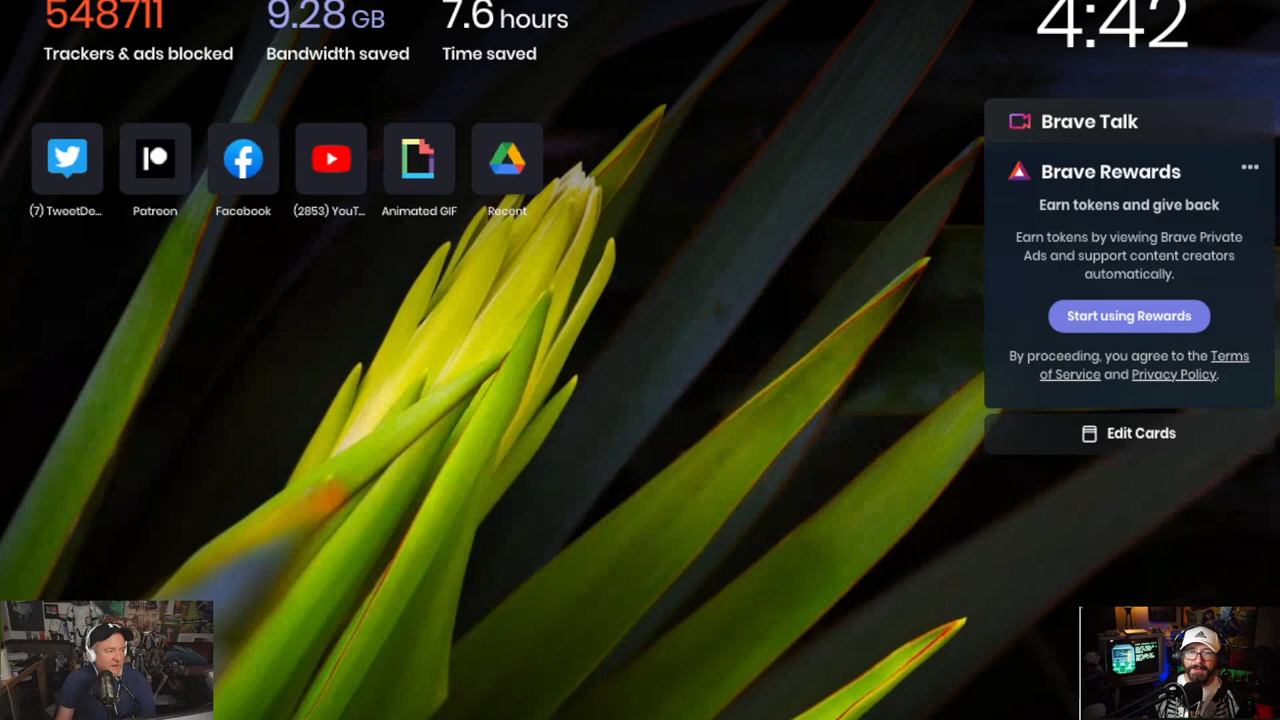 548711
9.28 GB
7.6 hours
4:42
Trackers & ads blocked
Bandwidth saved
Time saved
(7) TweetDe...
Patreon
Facebook
(2853) YouT...
Animated GIF
Recent
Brave Talk
Brave Rewards
Earn tokens and give back
Earn tokens by viewing Brave Private
Ads and support content creators
automatically.
Start using Rewards
By proceeding, you agree to the Terms
of Service and Privacy Policy.
Edit Cards